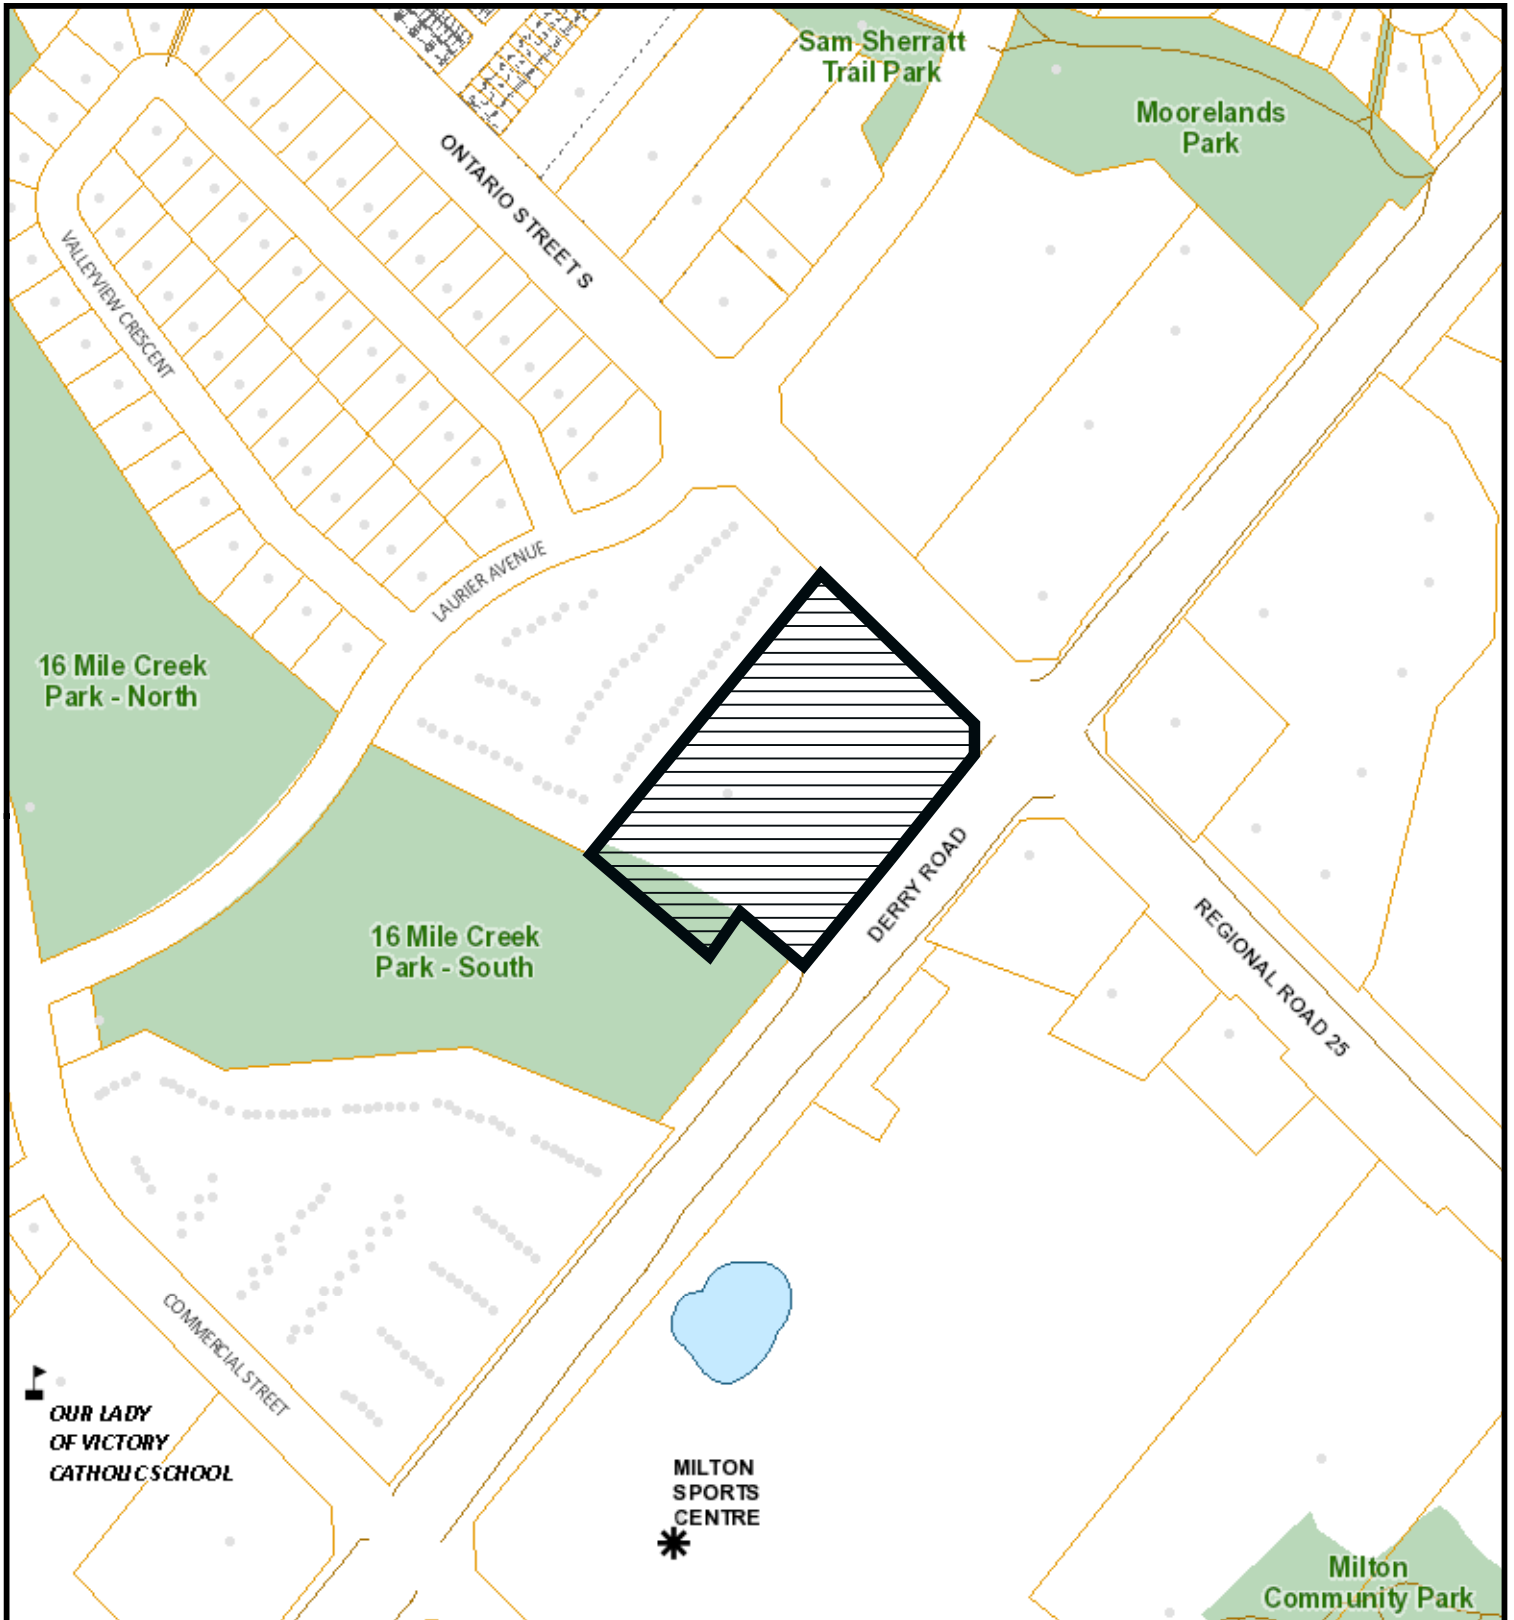 Sam Sherratt
Trail Park
Moorelands
Park
ONTARIO STREET S
VALLEYVIEW CRESCENT
LAURIER AVENUE
16 Mile Creek
Park - North
DERRY ROAD
16 Mile Creek
Park - South
REGIONAL ROAD 25
COMMERCIAL STREET
OUR LADY
OF VICTORY
CATHOLIC SCHOOL
MILTON
SPORTS
CENTRE
Milton
Community Park